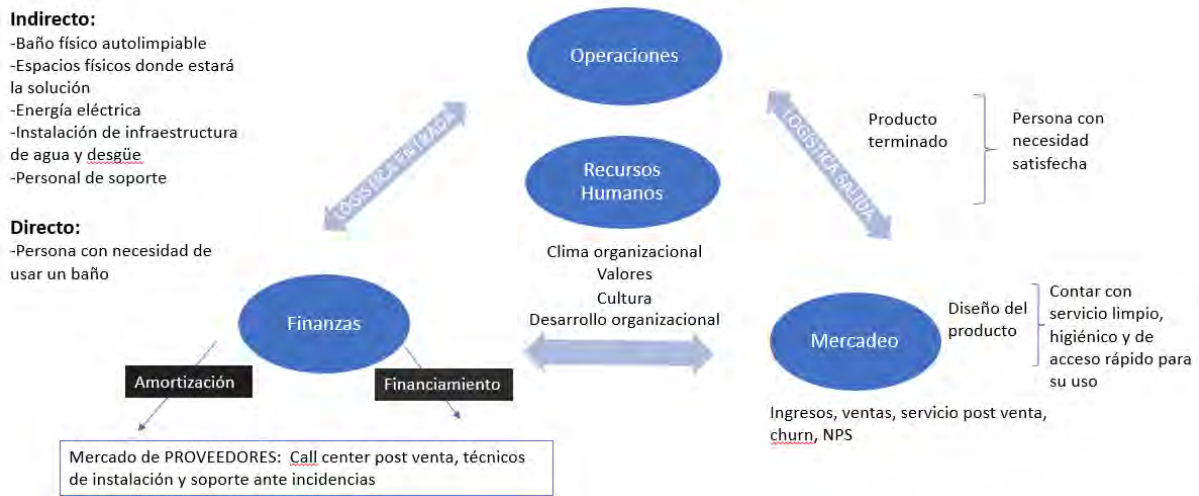 Indirecto:
-Baño físico autolimpiable
-Espacios físicos donde estará
la solución
-Energía eléctrica
-Instalación de infraestructura
de agua y desgüe
-Personal de soporte
Directo:
-Persona con necesidad de
usar un baño
Operaciones
LOGÍSTICA ENTRADA
LOGÍSTICA SALIDA
Producto
terminado
Persona con
necesidad
satisfecha
Recursos
Humanos
Clima organizacional
Valores
Cultura
Desarrollo organizacional
Finanzas
Mercadeo
Diseño del
producto
Contar con
servicio limpio,
higiénico y de
acceso rápido para
su uso
Amortización
Financiamiento
Ingresos, ventas, servicio post venta,
churn, NPS
Mercado de PROVEEDORES: Call center post venta, técnicos
de instalación y soporte ante incidencias